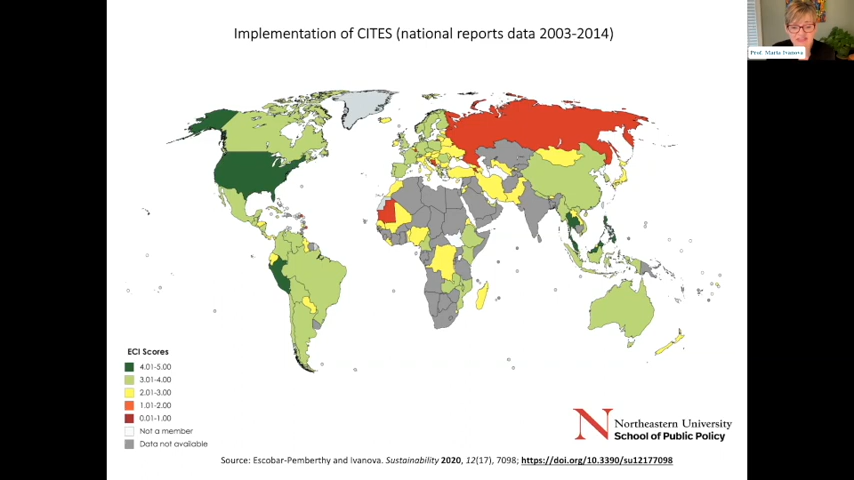 Implementation of CITES (national reports data 2003-2014)
Prof. Maria Ivanova
ECI Scores
4.01-5.00
3.01-4.00
2.01-3.00
1.01-2.00
0.01-1.00
Not a member
Data not available
N Northeastern University
School of Public Policy
Source: Escobar-Pemberthy and Ivanova. Sustainability 2020, 12(17), 7098; https://doi.org/10.3390/su12177098